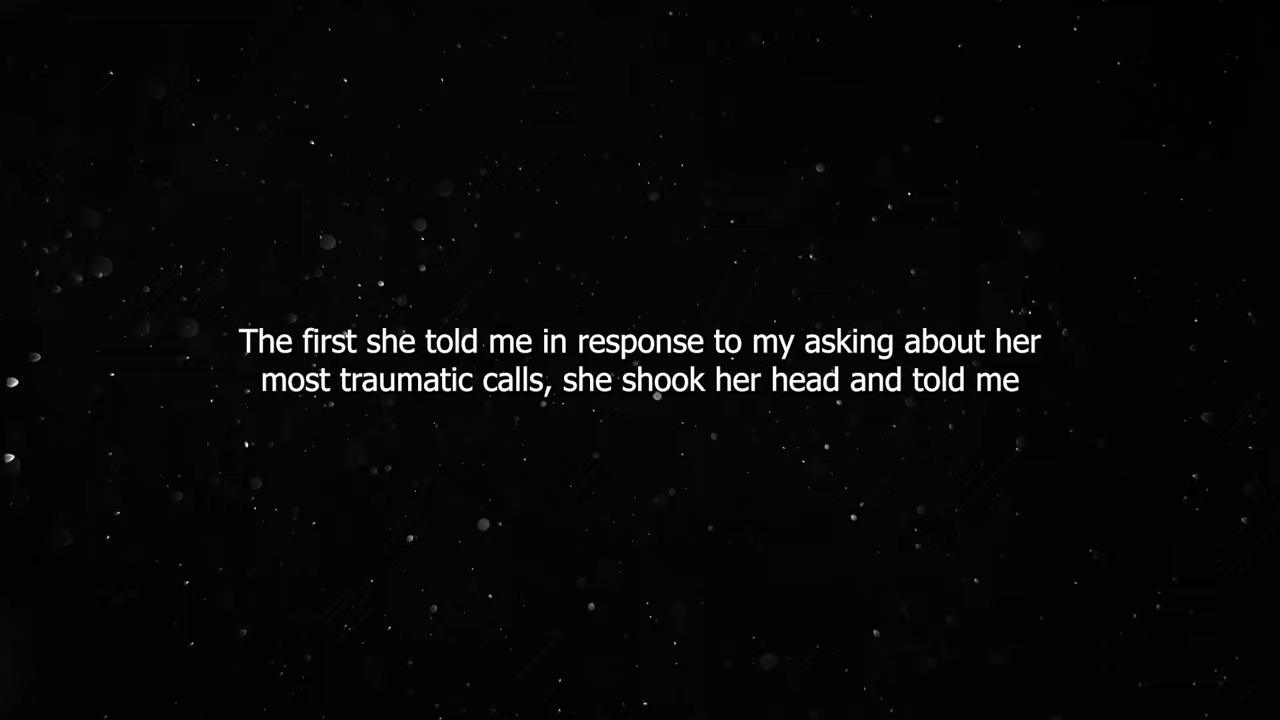 The first she told me in response to my asking about her
most traumatic calls, she shook her head and told me